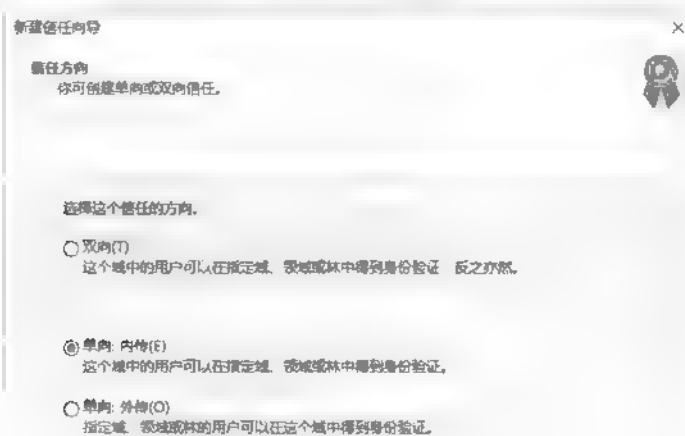 新建信任向导
信任方向
你可创建单向或双向信任。
选择这个信任的方向。
双向(T)
这个域中的用户可以在指定域、领域或林中得到身份验证，反之亦然。
单向: 内传(E)
这个域中的用户可以在指定域、领域或林中得到身份验证。
单向: 外传(O)
指定域、领域或林的用户可以在这个域中得到身份验证。